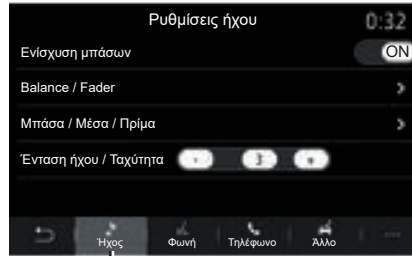 Ρυθμίσεις ήχου 0:32
Ενίσχυση μπάσων ON
Balance / Fader
Μπάσα / Μέσα / Πρίμα
Ένταση ήχου / Ταχύτητα 3
Ήχος Φωνή Τηλέφωνο Άλλο